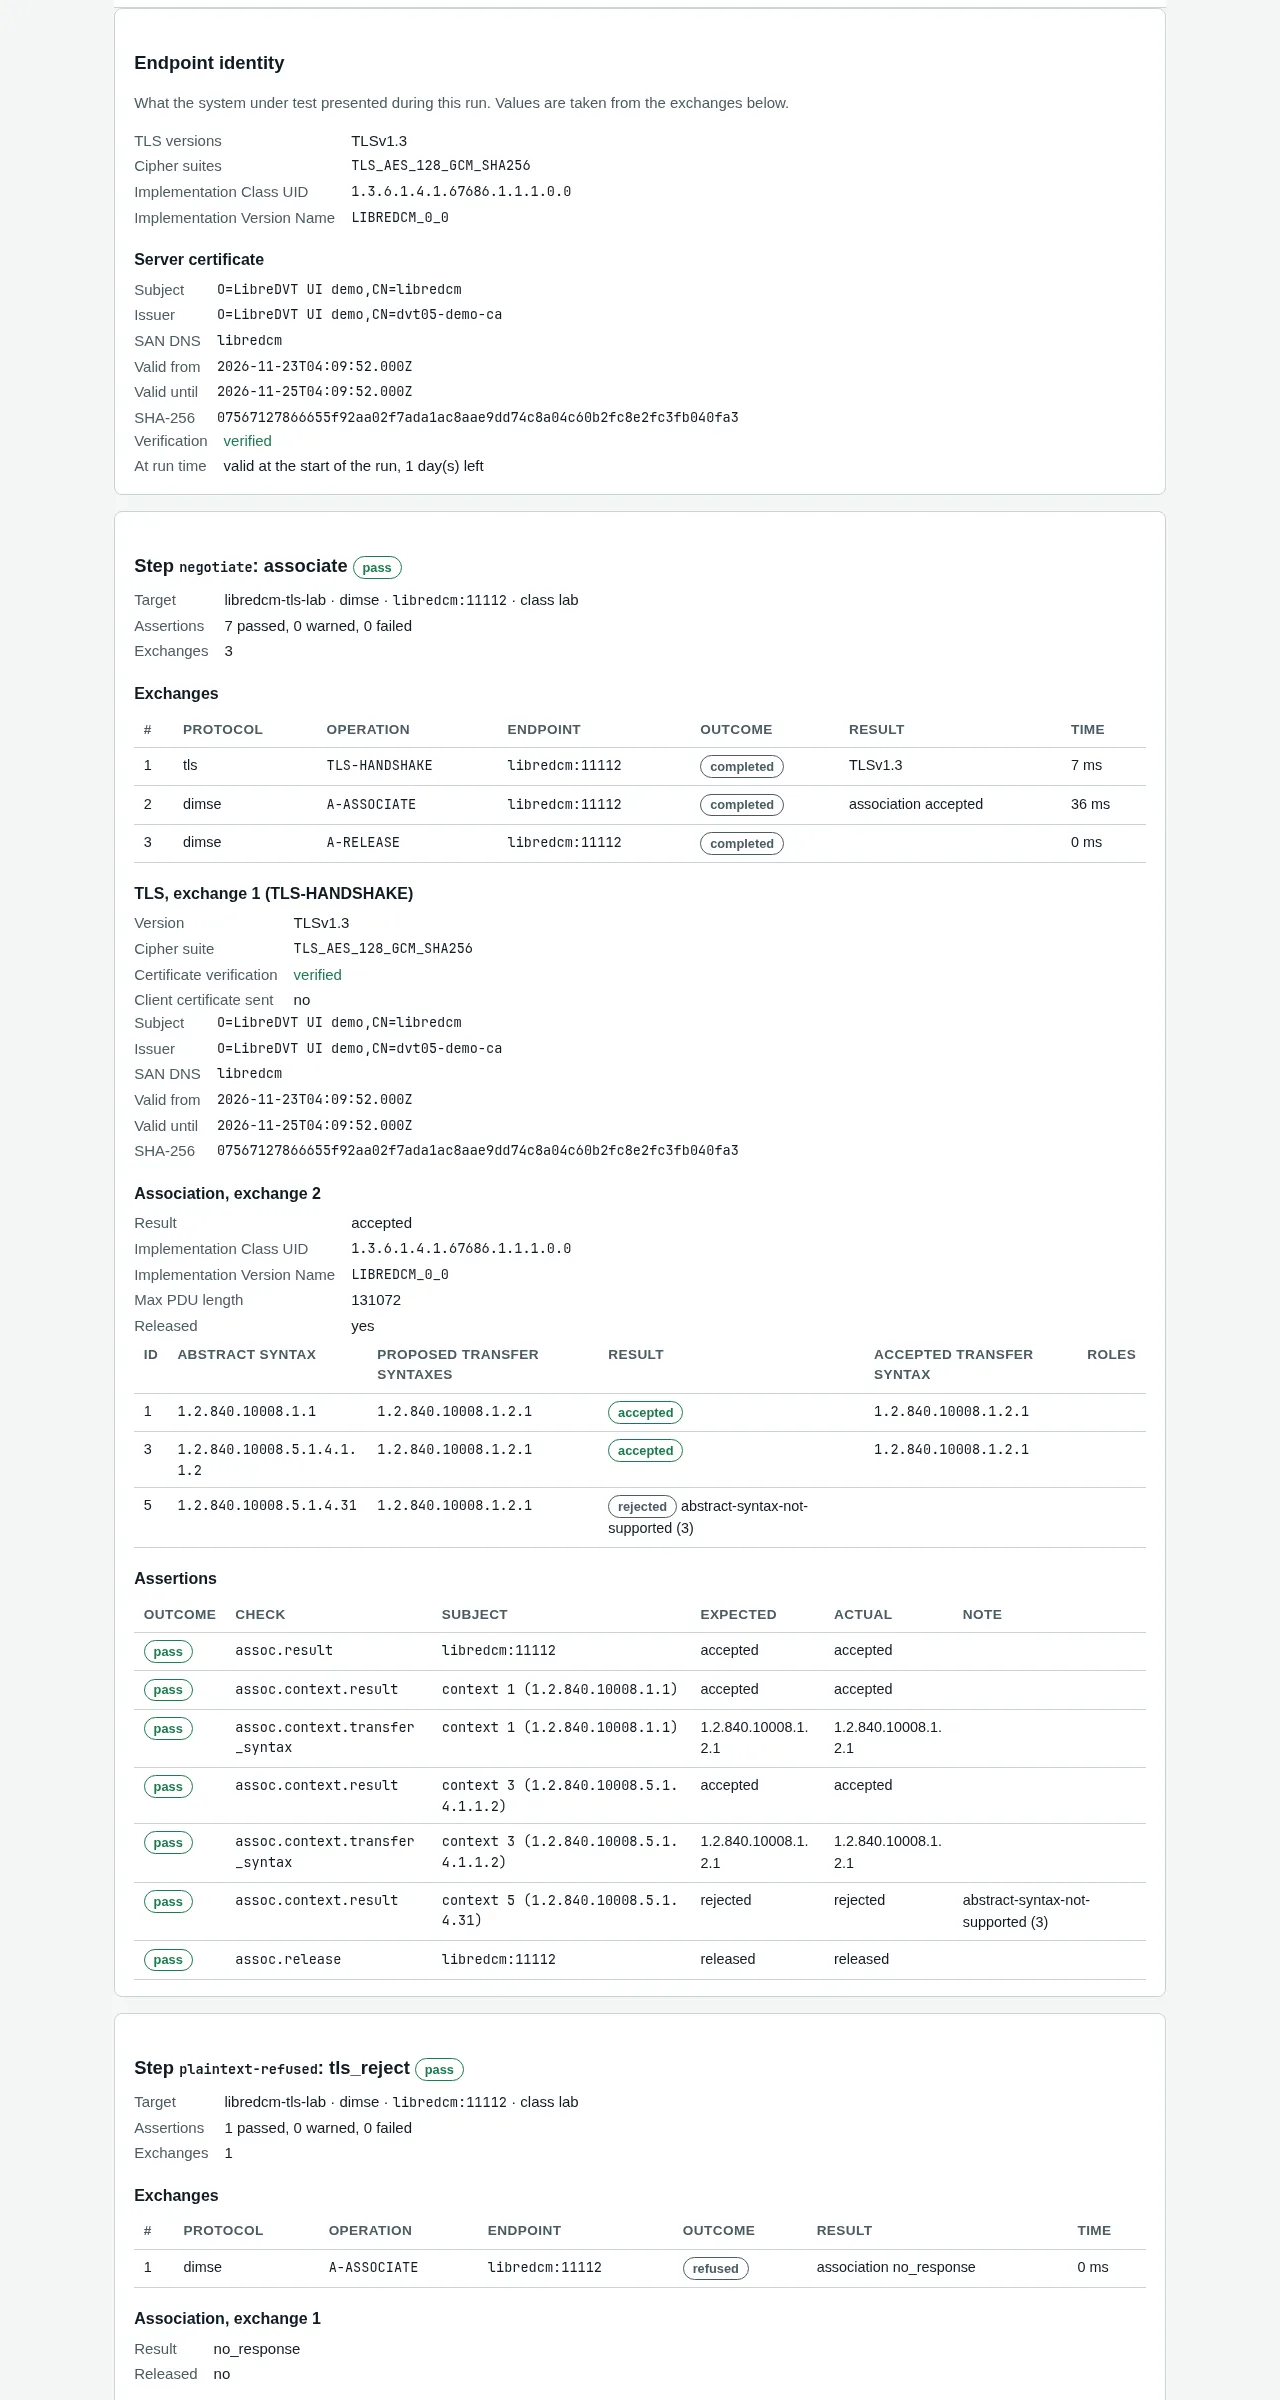 Endpoint identity
What the system under test presented during this run. Values are taken from the exchanges below.
TLS versions TLSv1.3
Cipher suites TLS_AES_128_GCM_SHA256
Implementation Class UID 1.3.6.1.4.1.67686.1.1.1.0.0
Implementation Version Name LIBREDCM_0_0
Server certificate
Subject O=LibreDVT UI demo,CN=libredcm
Issuer O=LibreDVT UI demo,CN=dvt05-demo-ca
SAN DNS libredcm
Valid from 2026-11-23T04:09:52.000Z
Valid until 2026-11-25T04:09:52.000Z
SHA-256 07567127866655f92aa02f7ada1ac8aae9dd74c8a04c60b2fc8e2fc3fb040fa3
Verification verified
At run time valid at the start of the run, 1 day(s) left
Step negotiate: associate pass
Target libredcm-tls-lab · dimse · libredcm:11112 · class lab
Assertions 7 passed, 0 warned, 0 failed
Exchanges 3
Exchanges
# PROTOCOL OPERATION ENDPOINT OUTCOME RESULT TIME
1 tls TLS-HANDSHAKE libredcm:11112 completed TLSv1.3 7 ms
2 dimse A-ASSOCIATE libredcm:11112 completed association accepted 36 ms
3 dimse A-RELEASE libredcm:11112 completed 0 ms
TLS, exchange 1 (TLS-HANDSHAKE)
Version TLSv1.3
Cipher suite TLS_AES_128_GCM_SHA256
Certificate verification verified
Client certificate sent no
Subject O=LibreDVT UI demo,CN=libredcm
Issuer O=LibreDVT UI demo,CN=dvt05-demo-ca
SAN DNS libredcm
Valid from 2026-11-23T04:09:52.000Z
Valid until 2026-11-25T04:09:52.000Z
SHA-256 07567127866655f92aa02f7ada1ac8aae9dd74c8a04c60b2fc8e2fc3fb040fa3
Association, exchange 2
Result accepted
Implementation Class UID 1.3.6.1.4.1.67686.1.1.1.0.0
Implementation Version Name LIBREDCM_0_0
Max PDU length 131072
Released yes
ID ABSTRACT SYNTAX PROPOSED TRANSFER RESULT ACCEPTED TRANSFER ROLES
SYNTAXES SYNTAX
1 1.2.840.10008.1.1 1.2.840.10008.1.2.1 accepted 1.2.840.10008.1.2.1
3 1.2.840.10008.5.1.4.1. 1.2.840.10008.1.2.1 accepted 1.2.840.10008.1.2.1
1.2
5 1.2.840.10008.5.1.4.31 1.2.840.10008.1.2.1 rejected abstract-syntax-not-
supported (3)
Assertions
OUTCOME CHECK SUBJECT EXPECTED ACTUAL NOTE
pass assoc.result libredcm:11112 accepted accepted
pass assoc.context.result context 1 (1.2.840.10008.1.1) accepted accepted
pass assoc.context.transfer context 1 (1.2.840.10008.1.1) 1.2.840.10008.1. 1.2.840.10008.1.
_syntax 2.1 2.1
pass assoc.context.result context 3 (1.2.840.10008.5.1. accepted accepted
4.1.1.2)
pass assoc.context.transfer context 3 (1.2.840.10008.5.1. 1.2.840.10008.1. 1.2.840.10008.1.
_syntax 4.1.1.2) 2.1 2.1
pass assoc.context.result context 5 (1.2.840.10008.5.1. rejected rejected abstract-syntax-not-
4.31) supported (3)
pass assoc.release libredcm:11112 released released
Step plaintext-refused: tls_reject pass
Target libredcm-tls-lab · dimse · libredcm:11112 · class lab
Assertions 1 passed, 0 warned, 0 failed
Exchanges 1
Exchanges
# PROTOCOL OPERATION ENDPOINT OUTCOME RESULT TIME
1 dimse A-ASSOCIATE libredcm:11112 refused association no_response 0 ms
Association, exchange 1
Result no_response
Released no